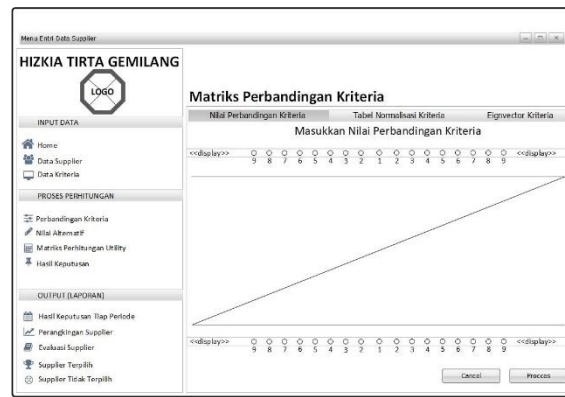 Menu Entri Data Supplier
HIZKIA TIRTA GEMILANG
LOGO
INPUT DATA
Home
Data Supplier
Data Kriteria
PROSES PERHITUNGAN
Perbandingan Kriteria
Nilai Alternatif
Matriks Perhitungan Utility
Hasil Keputusan
OUTPUT (LAPORAN)
Hasil Keputusan Tiap Periode
Perangkingan Supplier
Evaluasi Supplier
Supplier Terpilih
Supplier Tidak Terpilih
Matriks Perbandingan Kriteria
Nilai Perbandingan Kriteria Tabel Normalisasi Kriteria Eignvector Kriteria
Masukkan Nilai Perbandingan Kriteria
<<display>> <<display>>
9 8 7 6 5 4 3 2 1 2 3 4 5 6 7 8 9
<<display>> <<display>>
9 8 7 6 5 4 3 2 1 2 3 4 5 6 7 8 9
Cancel Procces